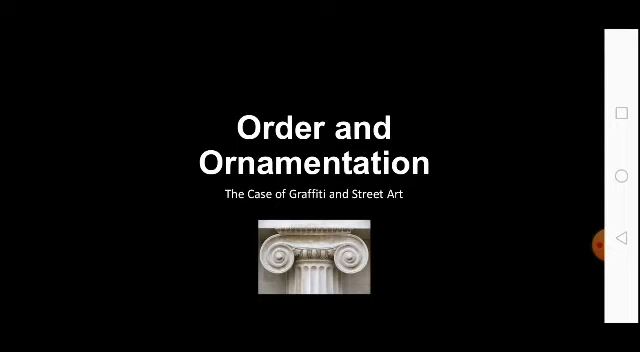 Order and
Ornamentation
The Case of Graffiti and Street Art